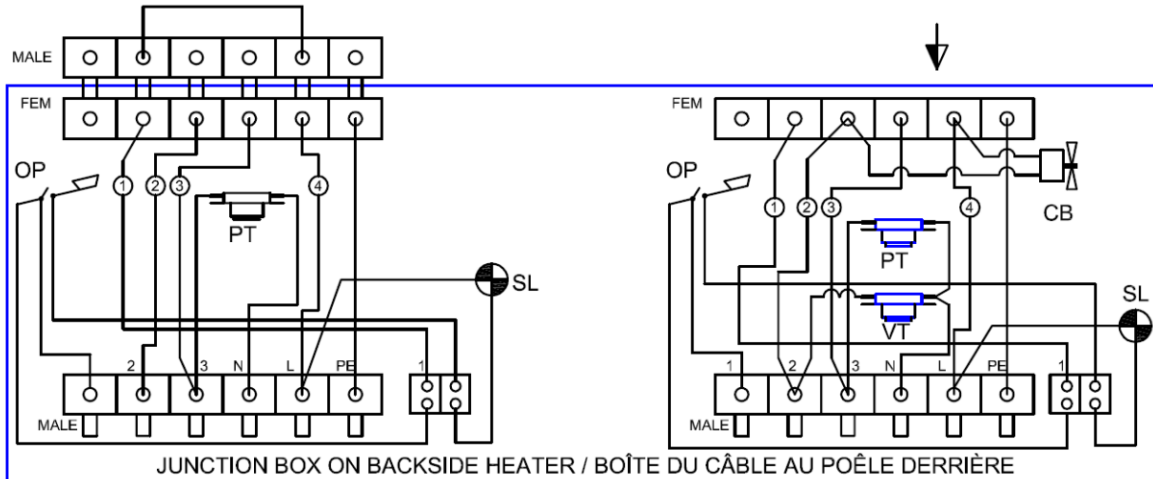 MALE
FEM
FEM
OP
OP
1 2 3 4
1 2 3 4
PT
CB
PT
SL
SL
VT
2 3 N L PE 1
1 2 3 N L PE 1
MALE
MALE
JUNCTION BOX ON BACKSIDE HEATER / BOÎTE DU CÂBLE AU POÊLE DERRIÈRE